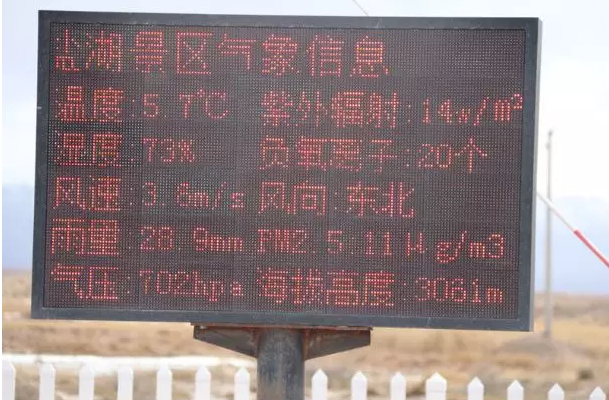 盐湖景区气象信息
温度:5.7℃ 紫外辐射:14w/m²
湿度:73% 负氧离子:20个
风速:3.6m/s 风向:东北
雨量:28.9mm PM2.5:11μg/m3
气压:702hpa 海拔高度:3061m